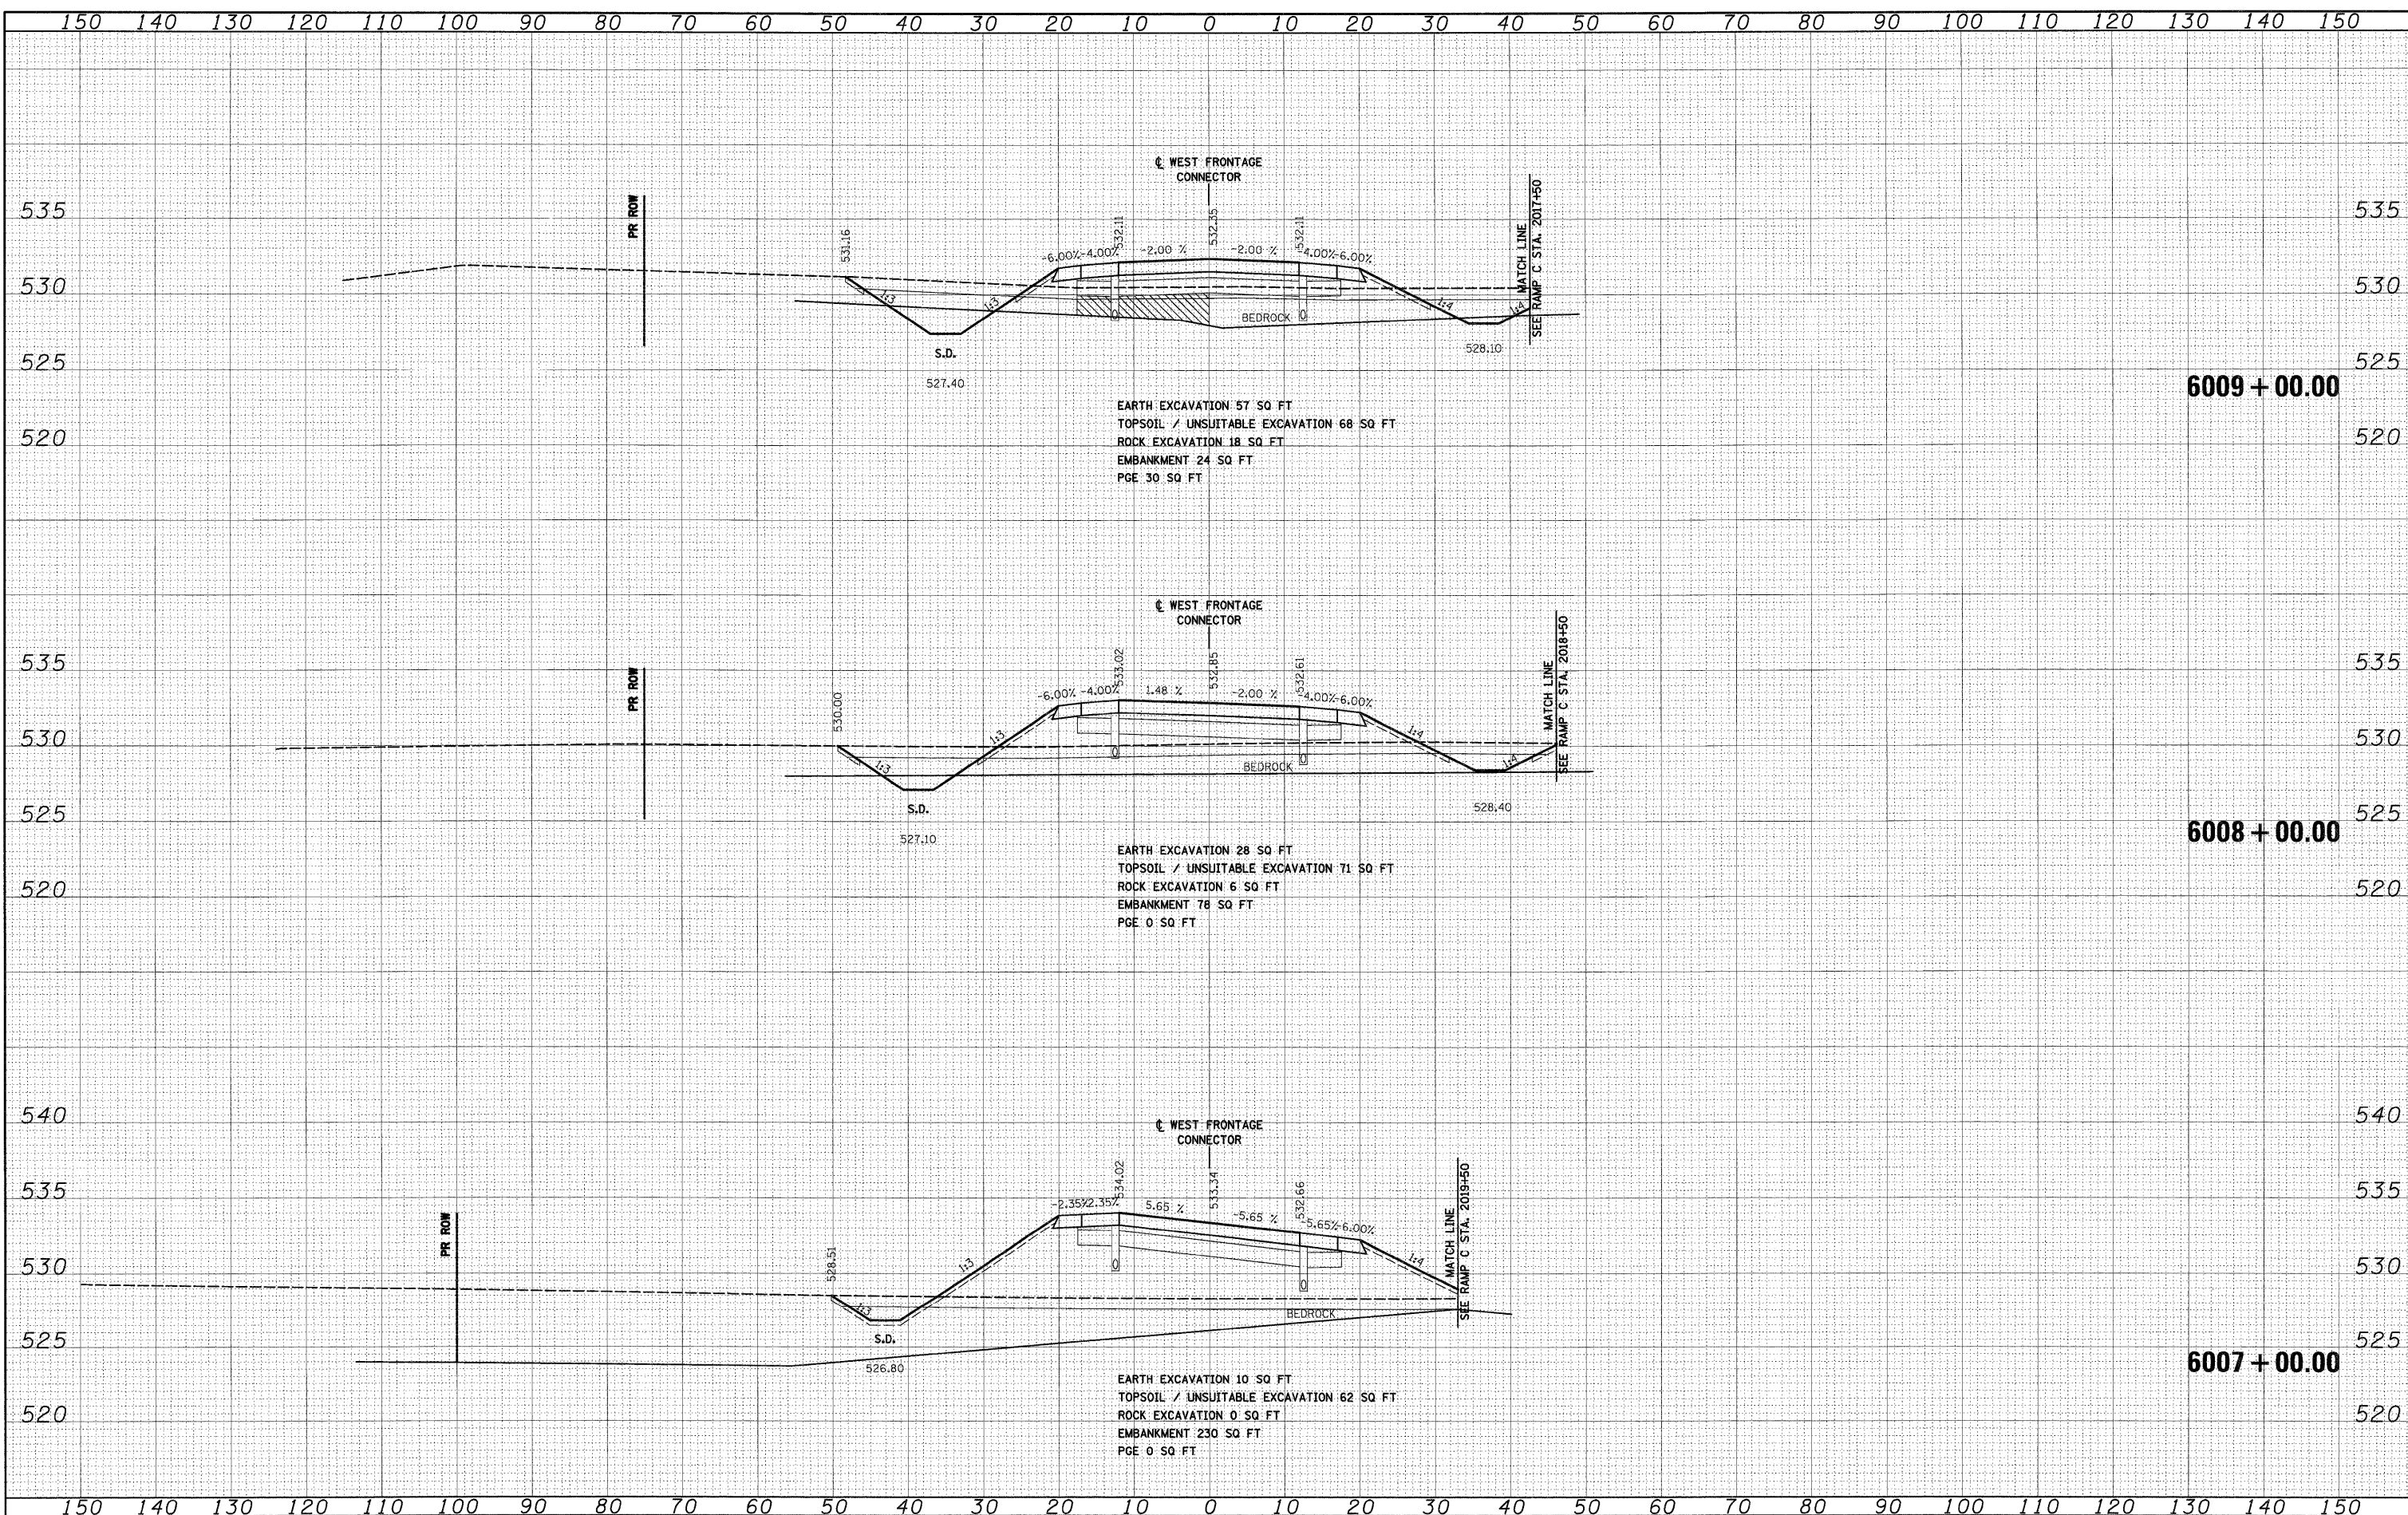 150 140 130 120 110 100 90 80 70 60 50 40 30 20 10 0 10 20 30 40 50 60 70 80 90 100 110 120 130 140 150
℄ WEST FRONTAGE
CONNECTOR
535 535
PR ROW
531.16
-6.00% -4.00% 532.11 -2.00 % 532.35 -2.00 % 532.11 -4.00% -6.00%
MATCH LINE
SEE RAMP C STA. 2017+50
530 530
1:3 1:3 1:4 1:4
BEDROCK
S.D.
528.10
525 525
527.40
6009+00.00
EARTH EXCAVATION 57 SQ FT
TOPSOIL / UNSUITABLE EXCAVATION 68 SQ FT
ROCK EXCAVATION 18 SQ FT
EMBANKMENT 24 SQ FT
PGE 30 SQ FT
520 520
℄ WEST FRONTAGE
CONNECTOR
535 535
PR ROW
530.00
-6.00% -4.00% 533.02 1.48 % 532.85 -2.00 % 532.61 -4.00% -6.00%
MATCH LINE
SEE RAMP C STA. 2018+50
530 530
1:3 1:3 1:4 1:4
BEDROCK
S.D.
528.40
525 525
527.10
6008+00.00
EARTH EXCAVATION 28 SQ FT
TOPSOIL / UNSUITABLE EXCAVATION 71 SQ FT
ROCK EXCAVATION 6 SQ FT
EMBANKMENT 78 SQ FT
PGE 0 SQ FT
520 520
540 540
℄ WEST FRONTAGE
CONNECTOR
535 535
PR ROW
528.51
-2.35% 2.35% 534.02 5.65 % 533.34 -5.65 % 532.66 -5.65% -6.00%
MATCH LINE
SEE RAMP C STA. 2019+50
530 530
1:3 1:3 1:4
BEDROCK
S.D.
525 525
526.80
6007+00.00
EARTH EXCAVATION 10 SQ FT
TOPSOIL / UNSUITABLE EXCAVATION 62 SQ FT
ROCK EXCAVATION 0 SQ FT
EMBANKMENT 230 SQ FT
PGE 0 SQ FT
520 520
150 140 130 120 110 100 90 80 70 60 50 40 30 20 10 0 10 20 30 40 50 60 70 80 90 100 110 120 130 140 150